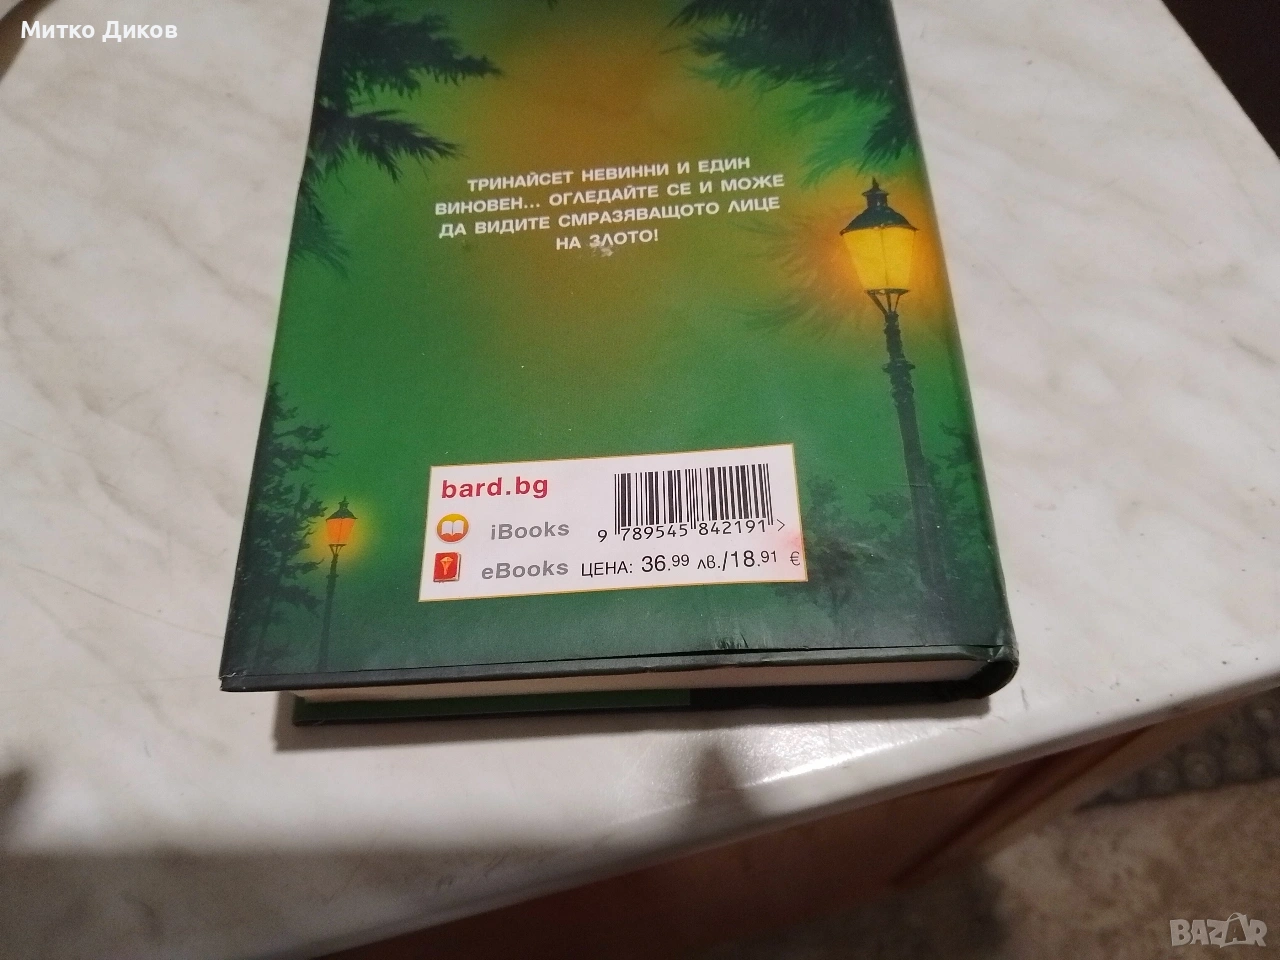 Митко Диков
ТРИНАЙСЕТ НЕВИННИ И ЕДИН
ВИНОВЕН... ОГЛЕДАЙТЕ СЕ И МОЖЕ
ДА ВИДИТЕ СМРАЗЯВАЩОТО ЛИЦЕ
НА ЗЛОТО!
bard.bg
iBooks
9 789545 842191 >
eBooks ЦЕНА: 36.99 лв./18.91 €
BAZAR